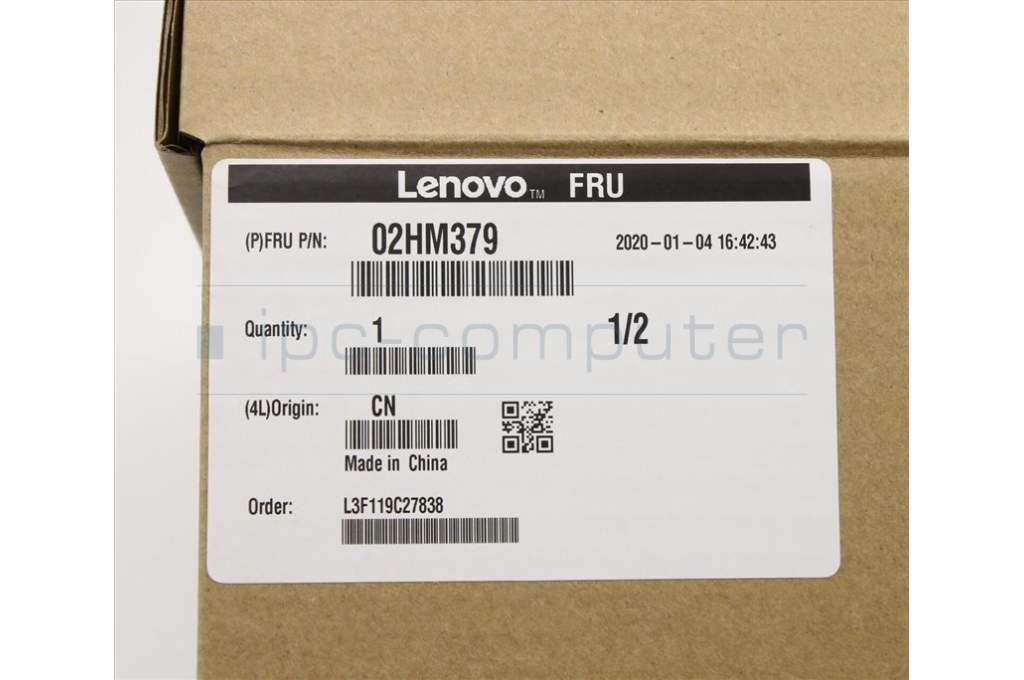 Lenovo™ FRU
(P)FRU P/N: 02HM379 2020-01-04 16:42:43
Quantity: 1 1/2
ipc-computer
(4L)Origin: CN
Made in China
Order: L3F119C27838